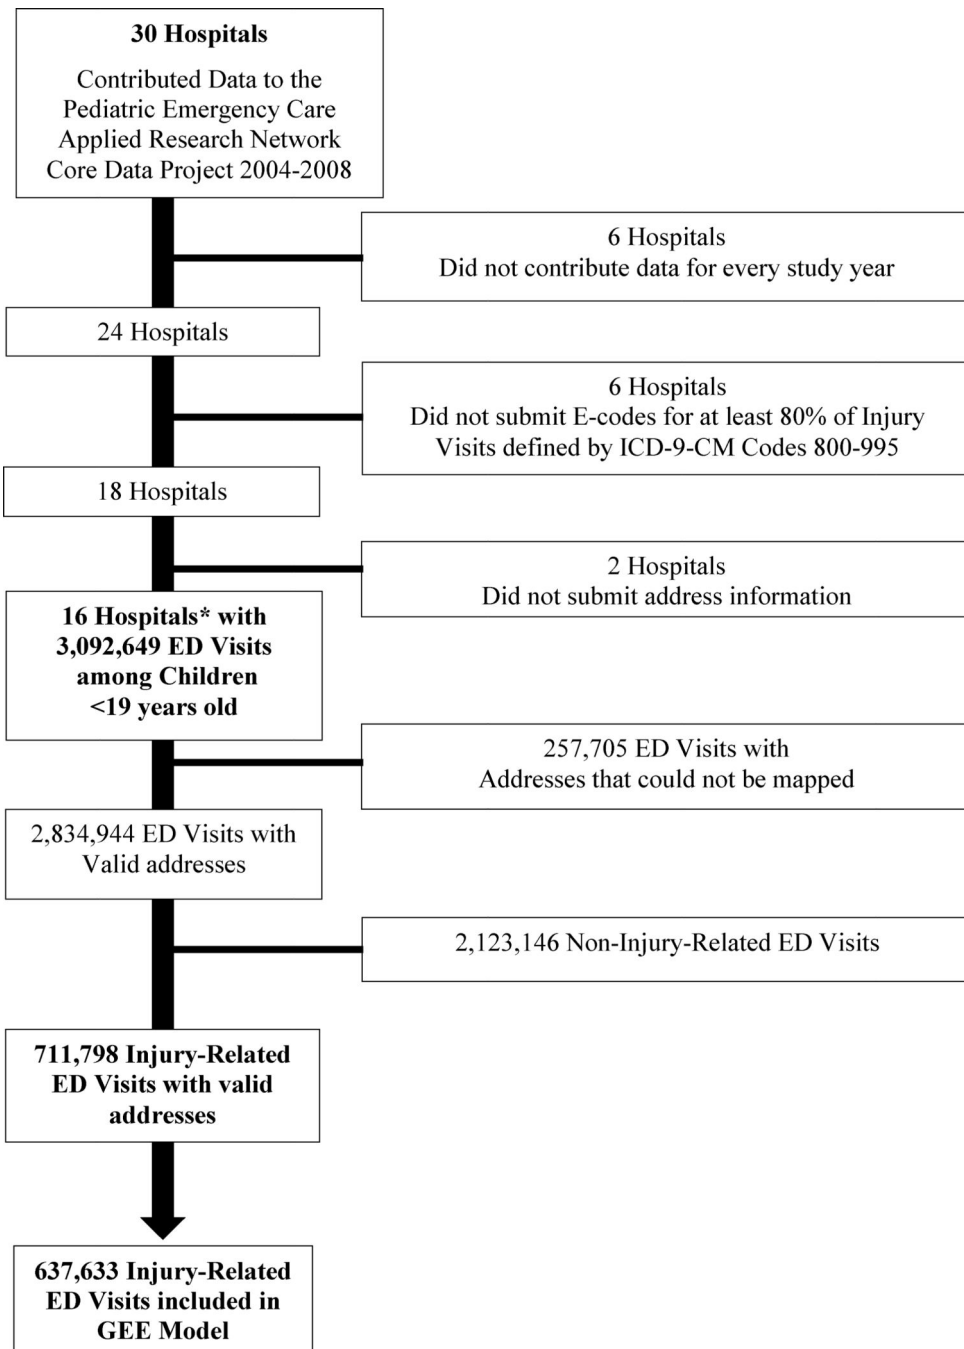 30 Hospitals
Contributed Data to the
Pediatric Emergency Care
Applied Research Network
Core Data Project 2004-2008
6 Hospitals
Did not contribute data for every study year
24 Hospitals
6 Hospitals
Did not submit E-codes for at least 80% of Injury
Visits defined by ICD-9-CM Codes 800-995
18 Hospitals
2 Hospitals
Did not submit address information
16 Hospitals* with
3,092,649 ED Visits
among Children
<19 years old
257,705 ED Visits with
Addresses that could not be mapped
2,834,944 ED Visits with
Valid addresses
2,123,146 Non-Injury-Related ED Visits
711,798 Injury-Related
ED Visits with valid
addresses
637,633 Injury-Related
ED Visits included in
GEE Model